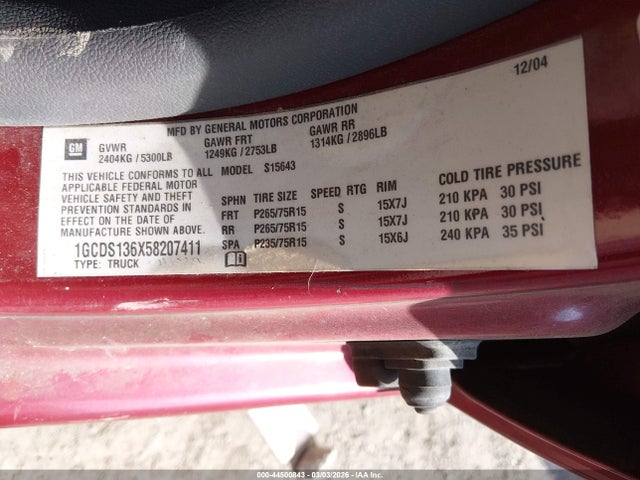 12/04
MFD BY GENERAL MOTORS CORPORATION
GM
GVWR GAWR FRT GAWR RR
2404KG / 5300LB 1249KG / 2753LB 1314KG / 2896LB
THIS VEHICLE CONFORMS TO ALL MODEL S15643
APPLICABLE FEDERAL MOTOR
VEHICLE SAFETY AND THEFT
PREVENTION STANDARDS IN
EFFECT ON THE DATE OF
MANUFACTURE SHOWN ABOVE.
1GCDS136X58207411
TYPE: TRUCK
SPHN TIRE SIZE SPEED RTG RIM COLD TIRE PRESSURE
FRT P265/75R15 S 15X7J 210 KPA 30 PSI
RR P265/75R15 S 15X7J 210 KPA 30 PSI
SPA P235/75R15 S 15X6J 240 KPA 35 PSI
000-44500843 - 03/03/2026 - IAA Inc.